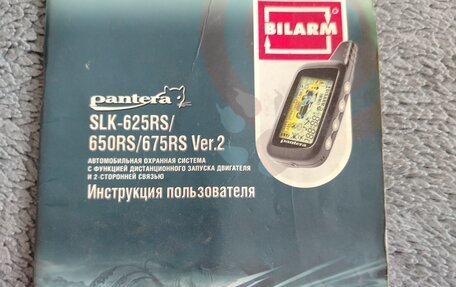 BILARM
pantera
SLK-625RS/
650RS/675RS Ver.2
АВТОМОБИЛЬНАЯ ОХРАННАЯ СИСТЕМА
С ФУНКЦИЕЙ ДИСТАНЦИОННОГО ЗАПУСКА ДВИГАТЕЛЯ
И 2-СТОРОННЕЙ СВЯЗЬЮ
Инструкция пользователя
pantera